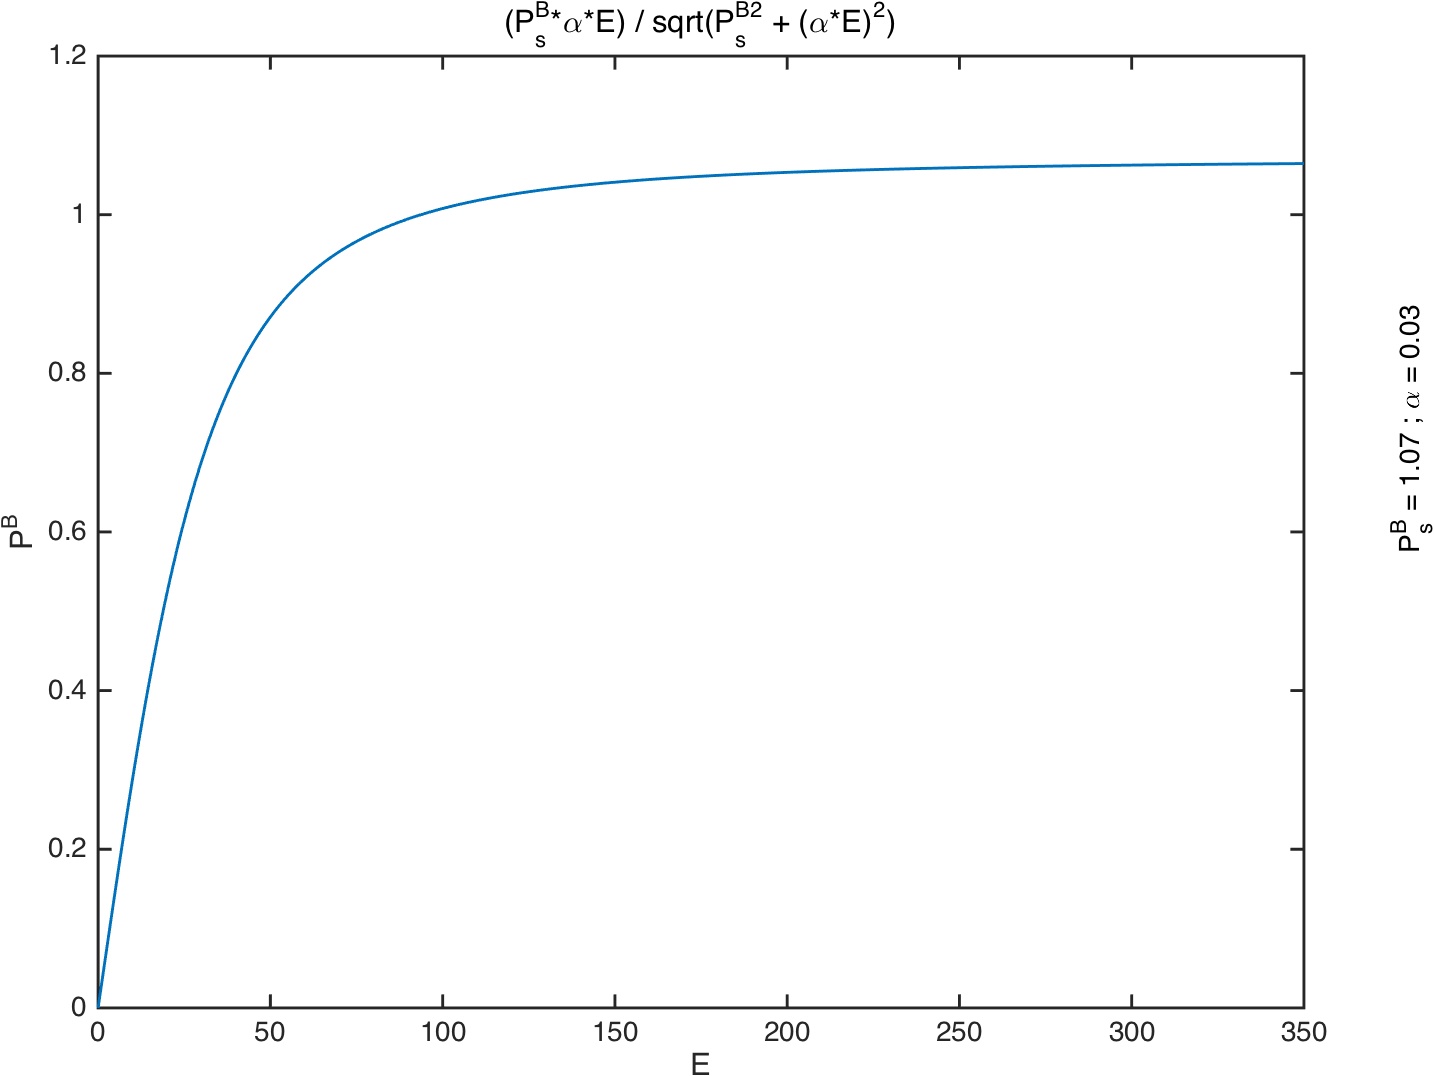 (P_s^B*α*E) / sqrt(P_s^B2 + (α*E)^2)
1.2
1
0.8
0.6
0.4
0.2
0
P^B
0 50 100 150 200 250 300 350
E
P_s^B = 1.07 ; α = 0.03